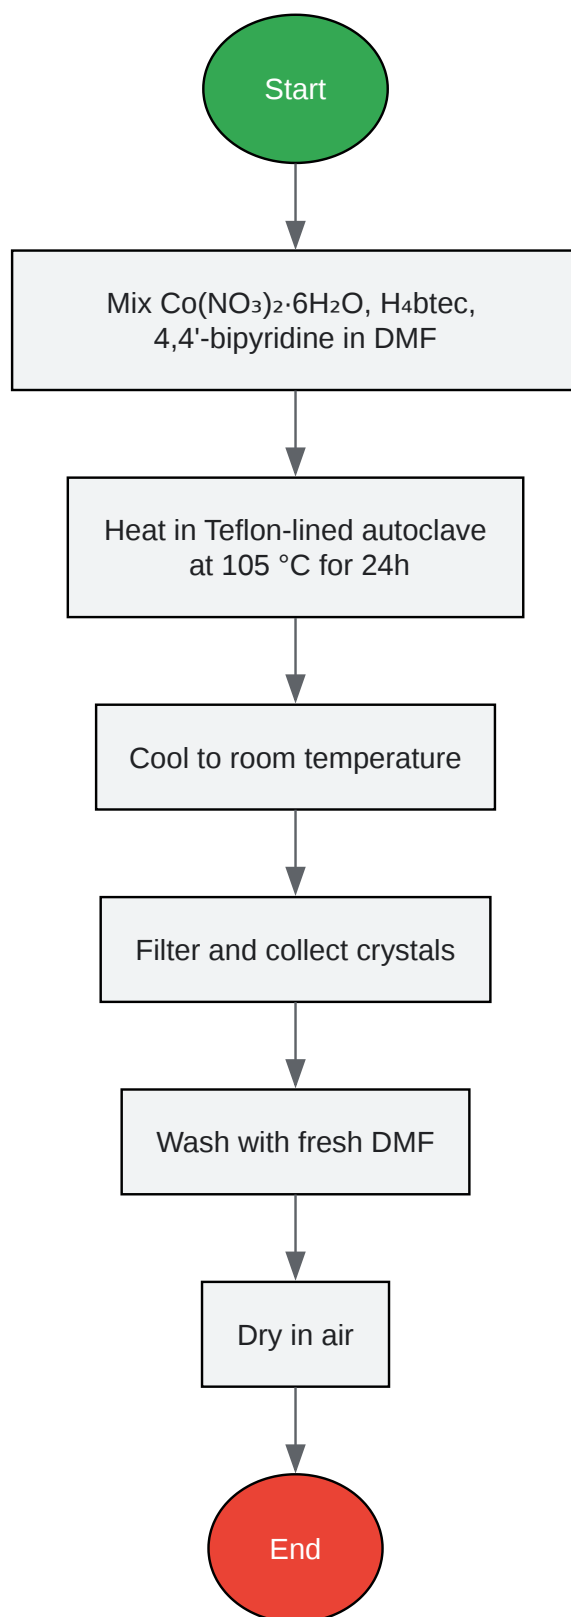 Start
Mix Co(NO₃)₂·6H₂O, H₄btec,
4,4'-bipyridine in DMF
Heat in Teflon-lined autoclave
at 105 °C for 24h
Cool to room temperature
Filter and collect crystals
Wash with fresh DMF
Dry in air
End